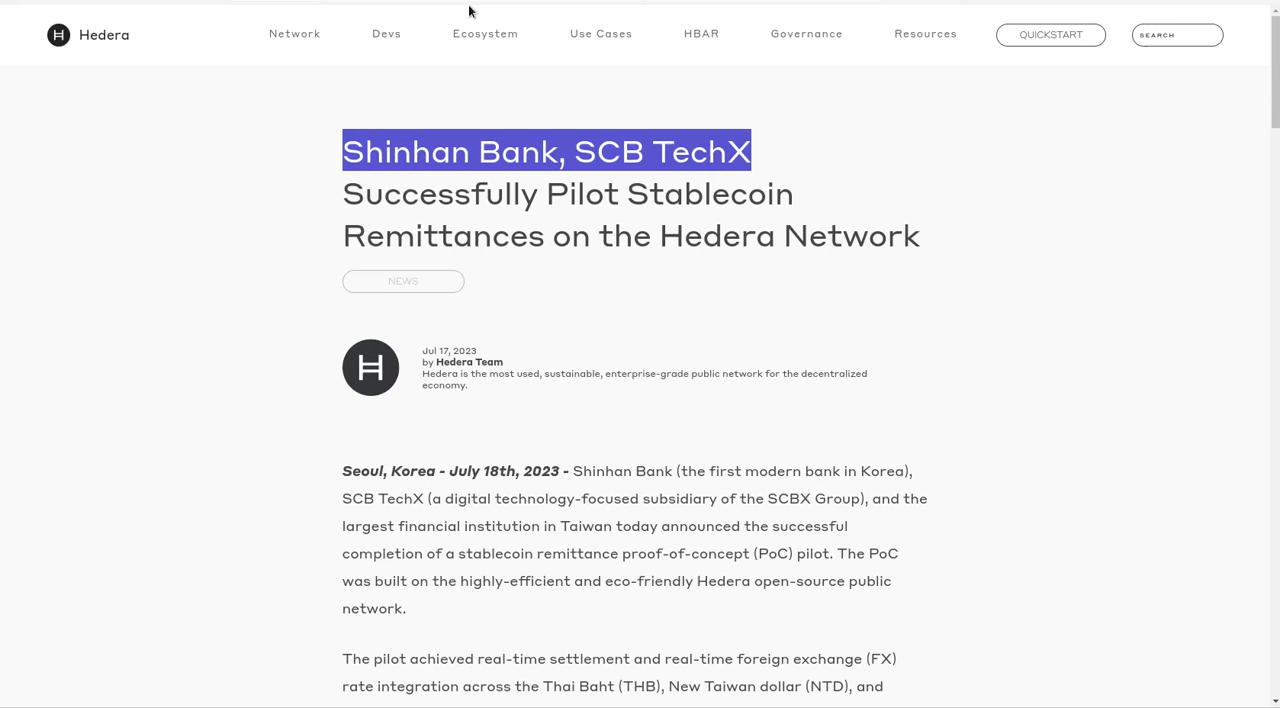 Hedera
Network Devs Ecosystem Use Cases HBAR Governance Resources QUICKSTART SEARCH
Shinhan Bank, SCB TechX
Successfully Pilot Stablecoin
Remittances on the Hedera Network
NEWS
Jul 17, 2023
by Hedera Team
Hedera is the most used, sustainable, enterprise-grade public network for the decentralized
economy.
Seoul, Korea - July 18th, 2023 - Shinhan Bank (the first modern bank in Korea),
SCB TechX (a digital technology-focused subsidiary of the SCBX Group), and the
largest financial institution in Taiwan today announced the successful
completion of a stablecoin remittance proof-of-concept (PoC) pilot. The PoC
was built on the highly-efficient and eco-friendly Hedera open-source public
network.
The pilot achieved real-time settlement and real-time foreign exchange (FX)
rate integration across the Thai Baht (THB), New Taiwan dollar (NTD), and